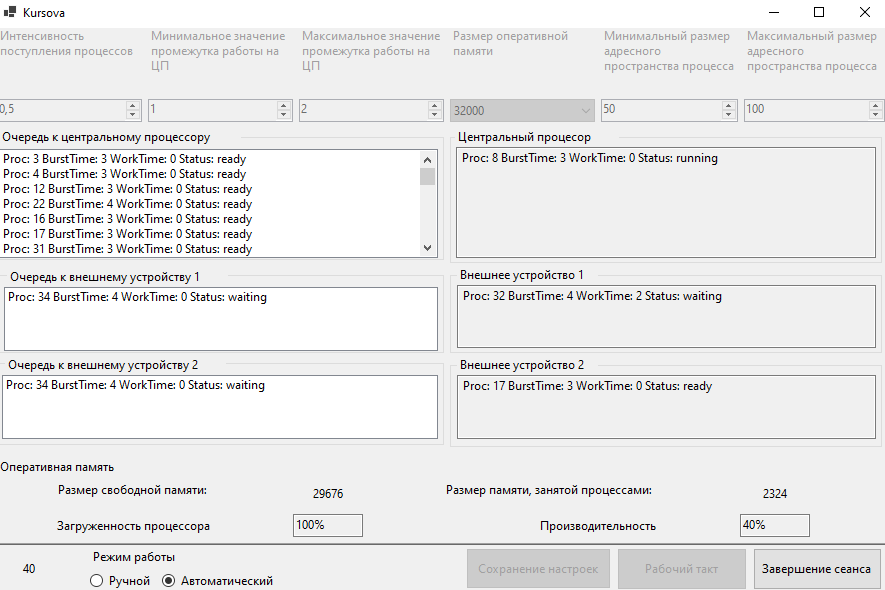 Kursova
Интенсивность
поступления процессов
Минимальное значение
промежутка работы на
ЦП
Максимальное значение
промежутка работы на
ЦП
Размер оперативной
памяти
Минимальный размер
адресного
пространства процесса
Максимальный размер
адресного
пространства процесса
0,5
1
2
32000
50
100
Очередь к центральному процессору
Proc: 3 BurstTime: 3 WorkTime: 0 Status: ready
Proc: 4 BurstTime: 3 WorkTime: 0 Status: ready
Proc: 12 BurstTime: 3 WorkTime: 0 Status: ready
Proc: 22 BurstTime: 4 WorkTime: 0 Status: ready
Proc: 16 BurstTime: 3 WorkTime: 0 Status: ready
Proc: 17 BurstTime: 3 WorkTime: 0 Status: ready
Proc: 31 BurstTime: 3 WorkTime: 0 Status: ready
Центральный процесор
Proc: 8 BurstTime: 3 WorkTime: 0 Status: running
Очередь к внешнему устройству 1
Proc: 34 BurstTime: 4 WorkTime: 0 Status: waiting
Внешнее устройство 1
Proc: 32 BurstTime: 4 WorkTime: 2 Status: waiting
Очередь к внешнему устройству 2
Proc: 34 BurstTime: 4 WorkTime: 0 Status: waiting
Внешнее устройство 2
Proc: 17 BurstTime: 3 WorkTime: 0 Status: ready
Оперативная память
Размер свободной памяти:
29676
Размер памяти, занятой процессами:
2324
Загруженность процессора
100%
Производительность
40%
40
Режим работы
Ручной
Автоматический
Сохранение настроек
Рабочий такт
Завершение сеанса